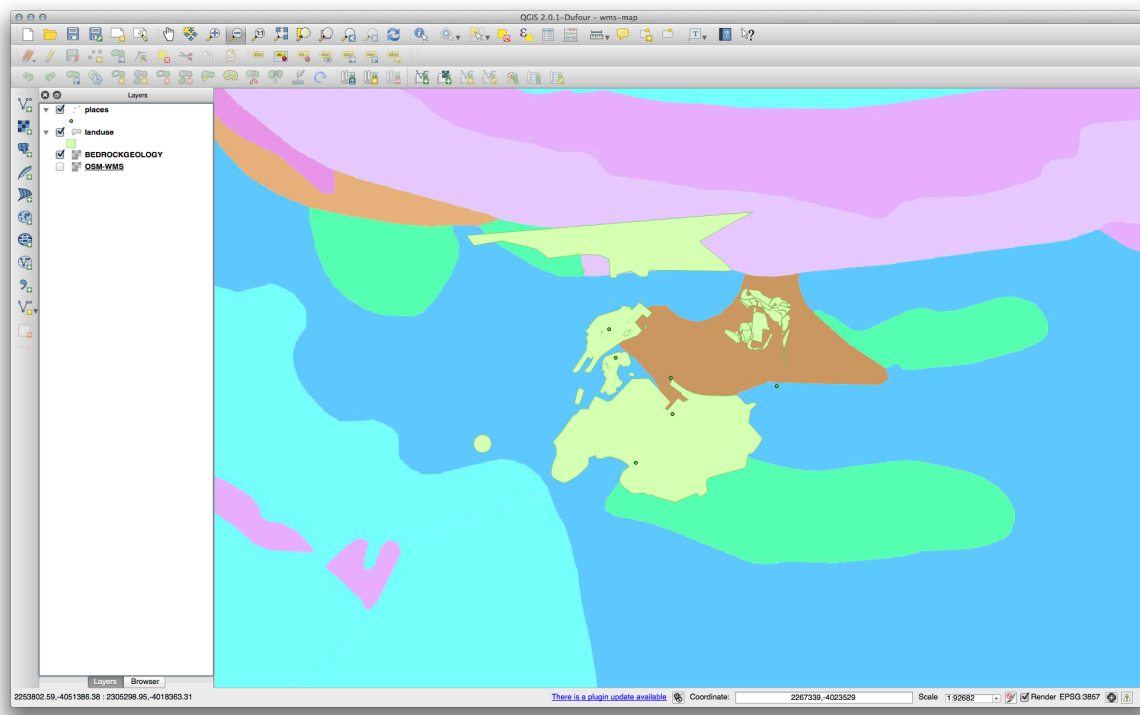 QGIS 2.0.1-Dufour – wms-map
Layers
places
landuse
BEDROCKGEOLOGY
OSM-WMS
Layers Browser
2253802.59,-4051386.38 : 2305298.95,-4018363.31 There is a plugin update available Coordinate: 2267339,-4023529 Scale 1:92682 Render EPSG:3857